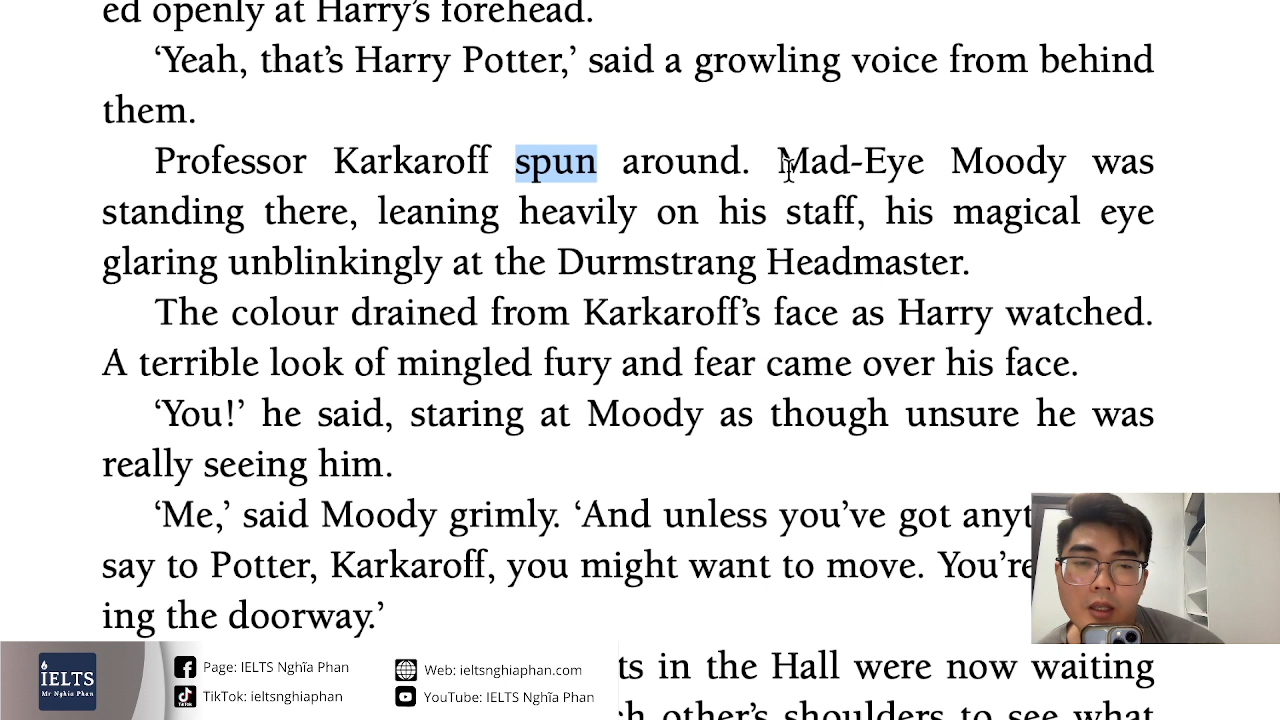 ed openly at Harry’s forehead.
‘Yeah, that’s Harry Potter,’ said a growling voice from behind
them.
Professor Karkaroff spun around. Mad-Eye Moody was
standing there, leaning heavily on his staff, his magical eye
glaring unblinkingly at the Durmstrang Headmaster.
The colour drained from Karkaroff’s face as Harry watched.
A terrible look of mingled fury and fear came over his face.
‘You!’ he said, staring at Moody as though unsure he was
really seeing him.
‘Me,’ said Moody grimly. ‘And unless you’ve got anyt
say to Potter, Karkaroff, you might want to move. You’re
ing the doorway.’
ts in the Hall were now waiting
h other’s shoulders to see what
IELTS
Mr Nghia Phan
Page: IELTS Nghĩa Phan
TikTok: ieltsnghiaphan
Web: ieltsnghiaphan.com
YouTube: IELTS Nghĩa Phan